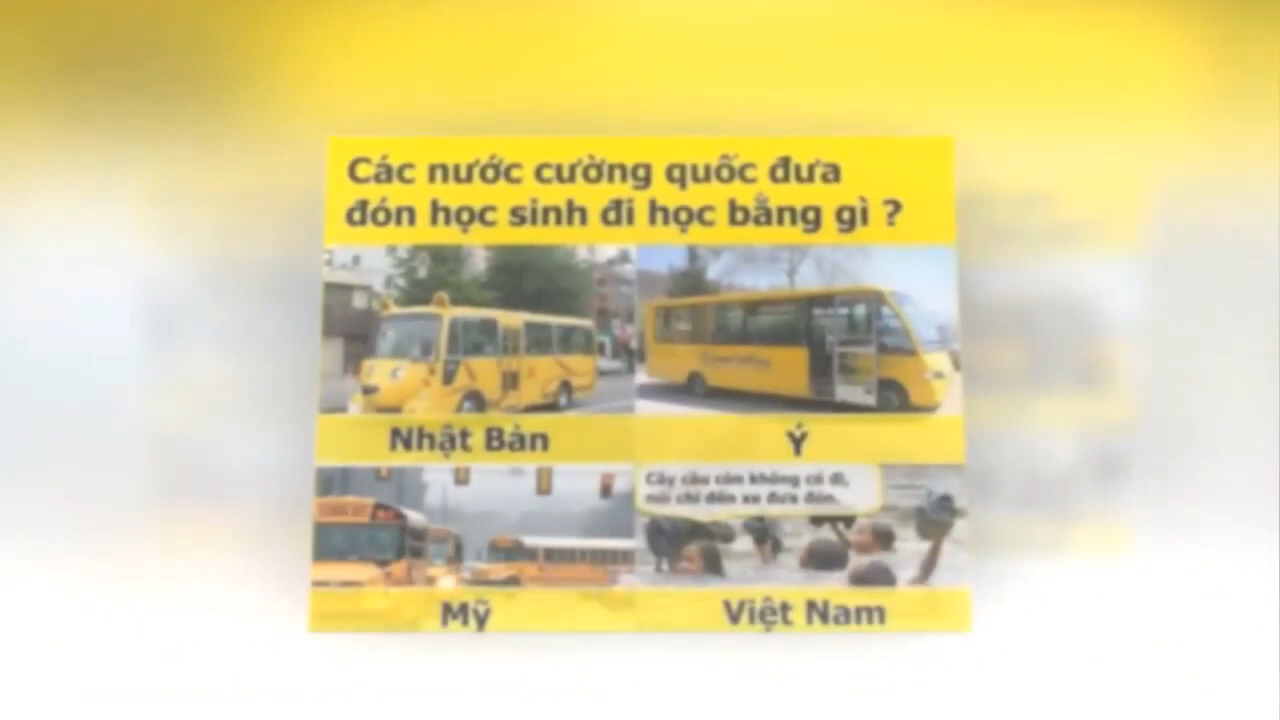 Các nước cường quốc đưa
đón học sinh đi học bằng gì ?
Nhật Bản
Ý
Cây cầu còn không có đi,
nói chi đến xe đưa đón.
Mỹ
Việt Nam